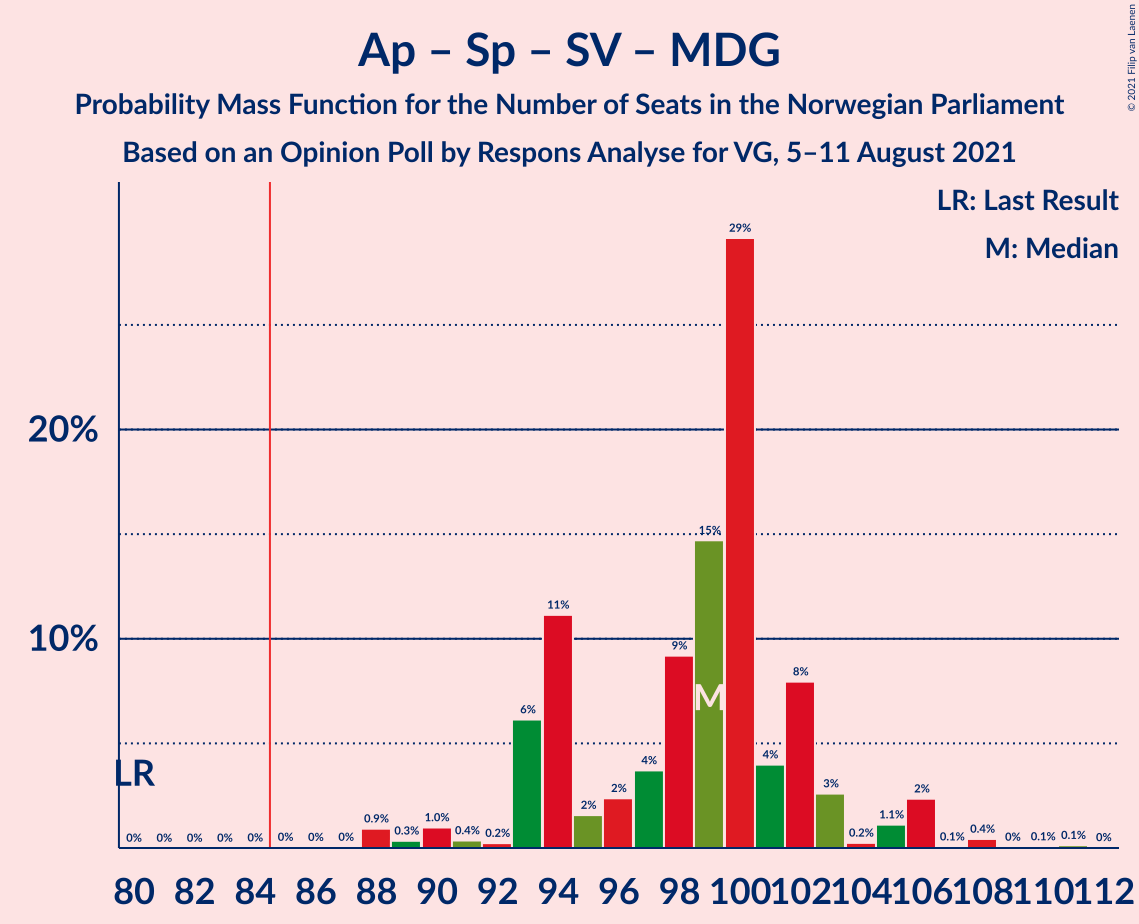 Ap – Sp – SV – MDG
Probability Mass Function for the Number of Seats in the Norwegian Parliament
Based on an Opinion Poll by Respons Analyse for VG, 5–11 August 2021
© 2021 Filip van Laenen
LR: Last Result
M: Median
20%
10%
LR
M
0% 0% 0% 0% 0% 0% 0% 0% 0.9% 0.3% 1.0% 0.4% 0.2% 6% 11% 2% 2% 4% 9% 15% 29% 4% 8% 3% 0.2% 1.1% 2% 0.1% 0.4% 0% 0.1% 0.1% 0%
80 82 84 86 88 90 92 94 96 98 100 102 104 106 108 110 112